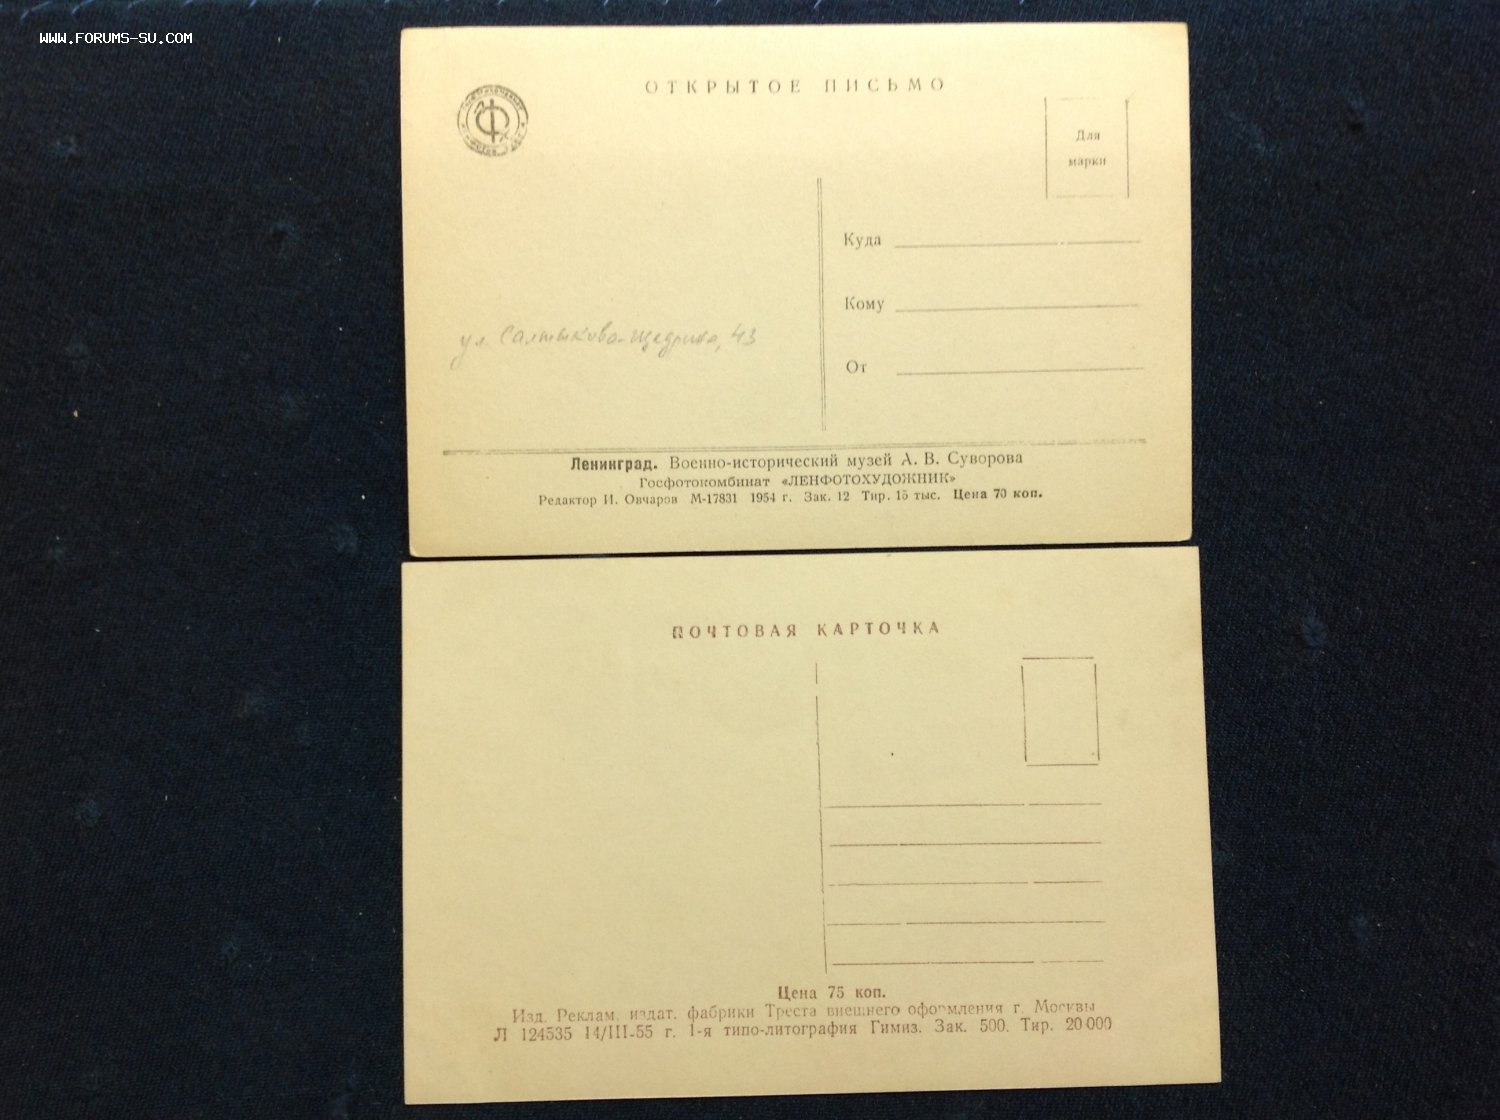 WWW.FORUMS-SU.COM
ОТКРЫТОЕ ПИСЬМО
Для
марки
Куда
Кому
От
ул. Салтыкова-Щедрина, 43
Ленинград. Военно-исторический музей А. В. Суворова
Госфотокомбинат «ЛЕНФОТОХУДОЖНИК»
Редактор И. Овчаров М-17831 1954 г. Зак. 12 Тир. 15 тыс. Цена 70 коп.
ПОЧТОВАЯ КАРТОЧКА
Цена 75 коп.
Изд. Реклам. издат. фабрики Треста внешнего оформления г. Москвы
Л 124535 14/III-55 г. 1-я типо-литография Гимиз. Зак. 500. Тир. 20 000